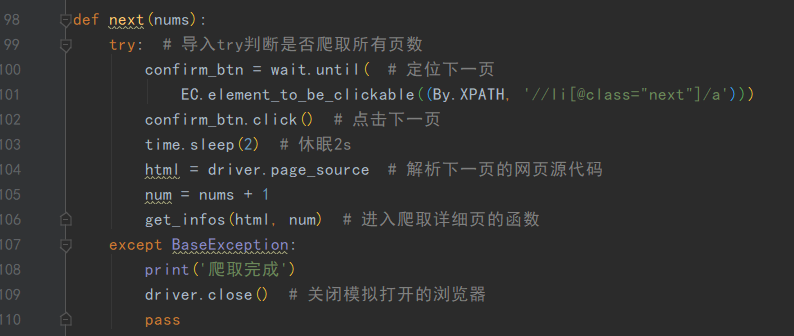 98 def next(nums):
99 try:  # 导入try判断是否爬取所有页数
100 confirm_btn = wait.until(  # 定位下一页
101 EC.element_to_be_clickable((By.XPATH, '//li[@class="next"]/a')))
102 confirm_btn.click()  # 点击下一页
103 time.sleep(2)  # 休眠2s
104 html = driver.page_source  # 解析下一页的网页源代码
105 num = nums + 1
106 get_infos(html, num)  # 进入爬取详细页的函数
107 except BaseException:
108 print('爬取完成')
109 driver.close()  # 关闭模拟打开的浏览器
110 pass